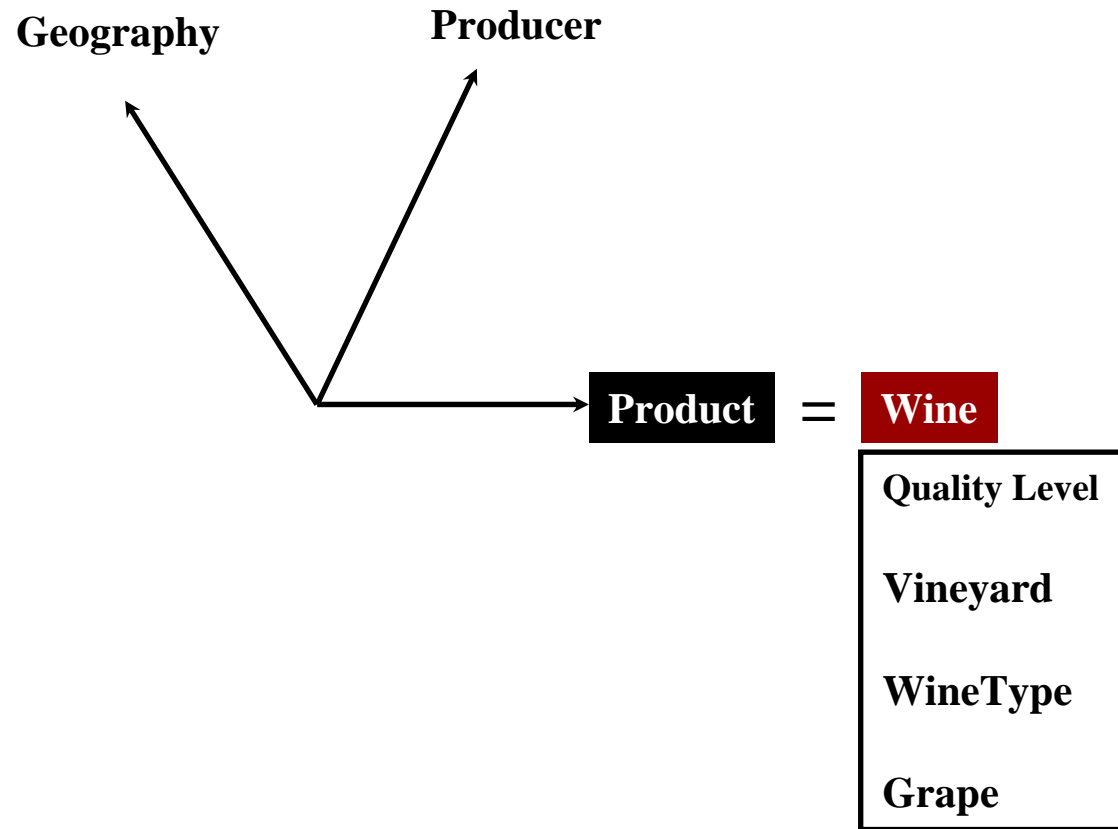 Geography
Producer
Product = Wine
Quality Level
Vineyard
WineType
Grape